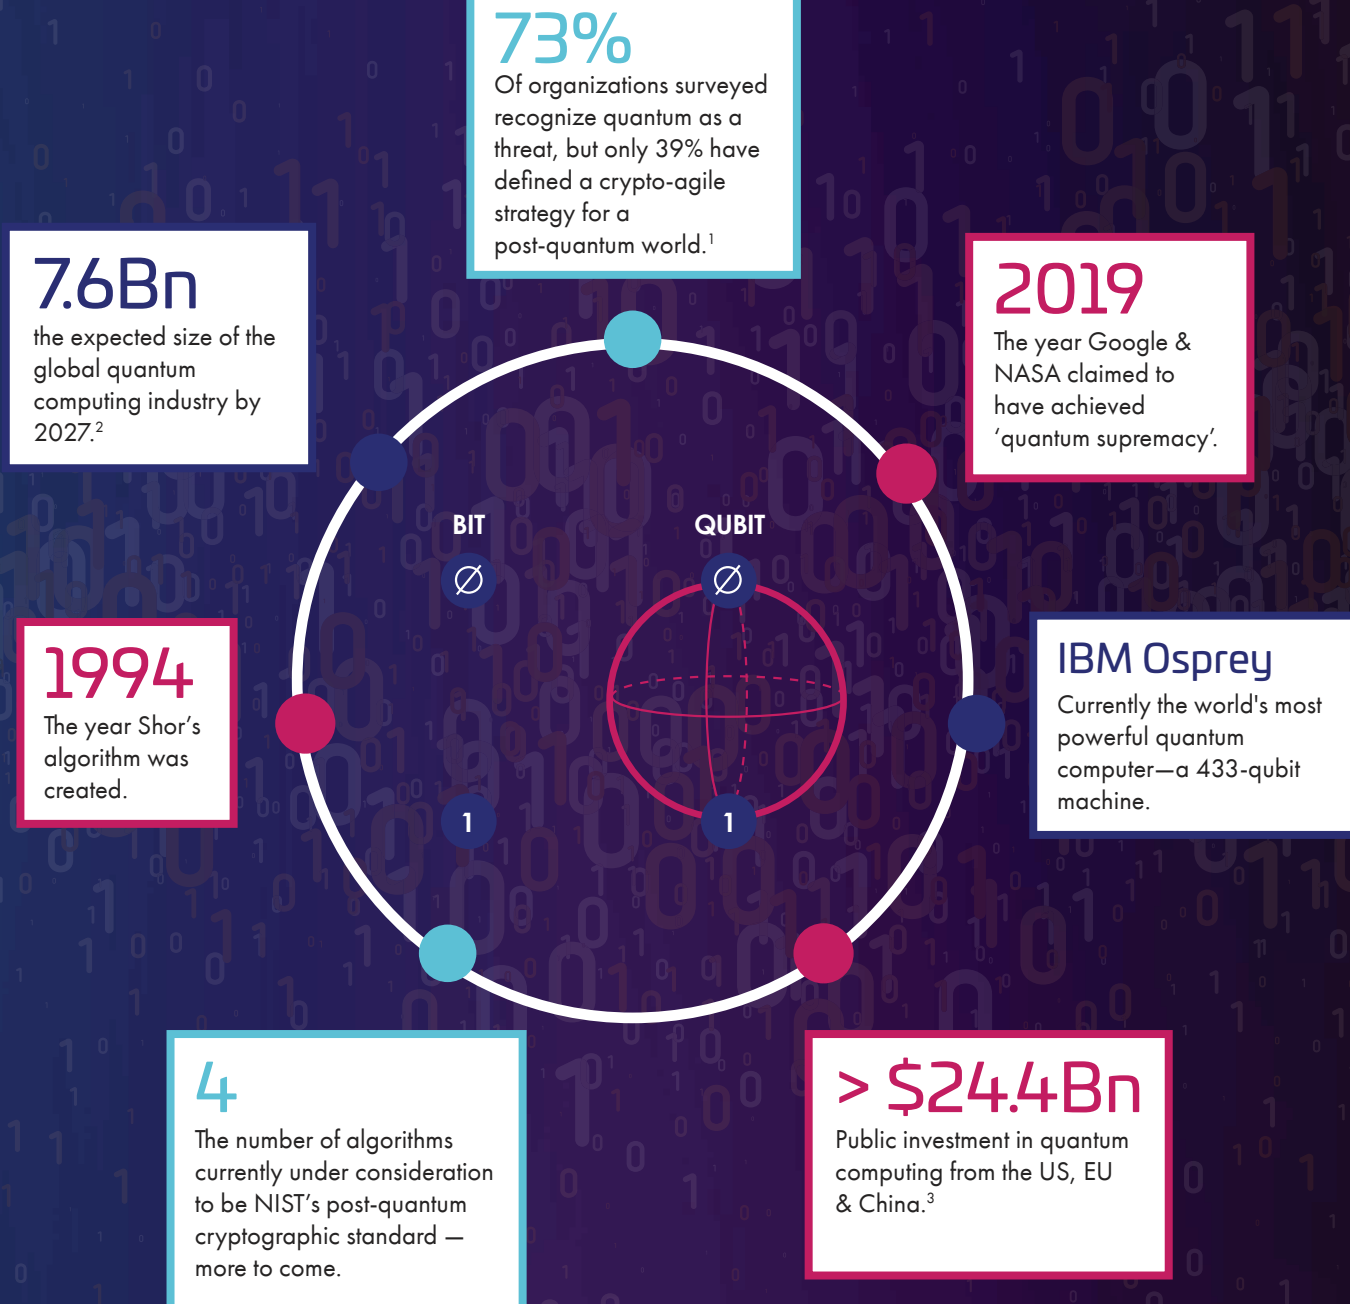 73%
Of organizations surveyed
recognize quantum as a
threat, but only 39% have
defined a crypto-agile
strategy for a
post-quantum world.¹
7.6Bn
the expected size of the
global quantum
computing industry by
2027.²
2019
The year Google &
NASA claimed to
have achieved
‘quantum supremacy’.
BIT
Ø
1
QUBIT
Ø
1
1994
The year Shor’s
algorithm was
created.
IBM Osprey
Currently the world's most
powerful quantum
computer—a 433-qubit
machine.
4
The number of algorithms
currently under consideration
to be NIST’s post-quantum
cryptographic standard —
more to come.
> $24.4Bn
Public investment in quantum
computing from the US, EU
& China.³